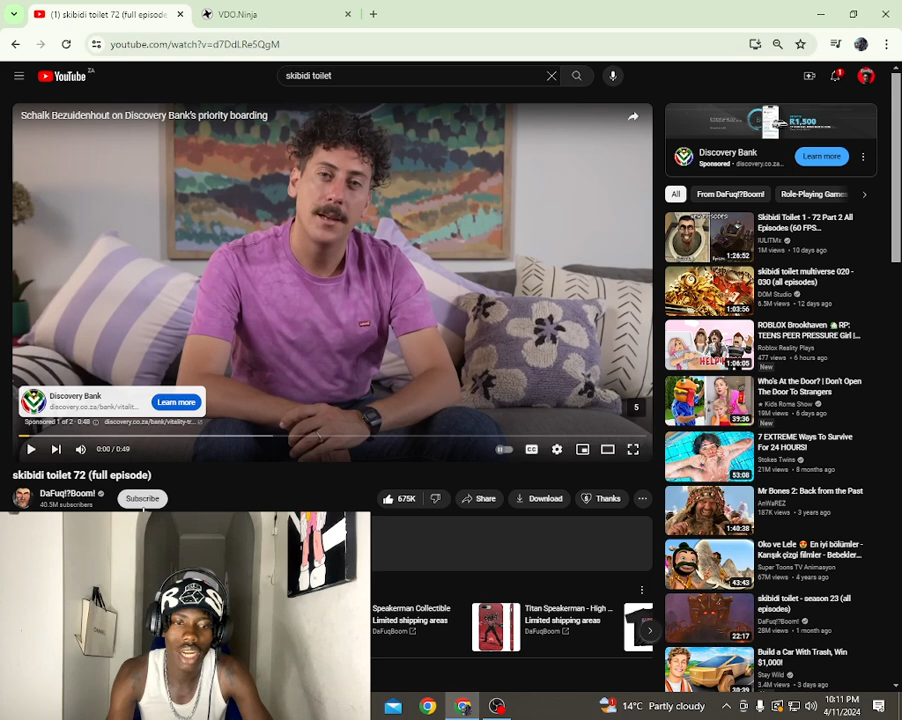 (1) skibidi toilet 72 (full episode
VDO.Ninja
youtube.com/watch?v=d7DdLRe5QgM
YouTube ZA
skibidi toilet
Schalk Bezuidenhout on Discovery Bank's priority boarding
Discovery Bank
discovery.co.za/bank/vitalit...
Learn more
Sponsored 1 of 2 · 0:48
discovery.co.za/bank/vitality-tr...
5
0:00 / 0:49
skibidi toilet 72 (full episode)
DaFuq!?Boom!
40.5M subscribers
Subscribe
675K
Share
Download
Thanks
Speakerman Collectible
Limited shipping areas
DaFuqBoom
Titan Speakerman - High ...
Limited shipping areas
DaFuqBoom
R1,500
Discovery Bank
Sponsored · discovery.co.za...
Learn more
All
From DaFuq!?Boom!
Role-Playing Games
Skibidi Toilet 1 - 72 Part 2 All
Episodes (60 FPS...
IULITMx
1M views • 10 days ago
1:26:52
skibidi toilet multiverse 020 -
030 (all episodes)
DOM Studio
6.5M views • 12 days ago
1:03:56
ROBLOX Brookhaven RP:
TEENS PEER PRESSURE Girl |...
Roblox Reality Plays
477 views • 6 hours ago
New
HELP
1:06:05
Who's At the Door? | Don't Open
The Door To Strangers
Kids Roma Show
19M views • 6 days ago
New
39:36
7 EXTREME Ways To Survive
For 24 HOURS!
Stokes Twins
21M views • 8 months ago
53:08
Mr Bones 2: Back from the Past
AnWaREZ
187K views • 3 years ago
1:40:38
Oko ve Lele 😍 En iyi bölümler -
Karışık çizgi filmler - Bebekler...
Super Toons TV Animasyon
67M views • 4 years ago
43:43
skibidi toilet - season 23 (all
episodes)
DaFuq!?Boom!
28M views • 1 month ago
22:17
Build a Car With Trash, Win
$1,000!
Stay Wild
3.4M views • 3 days ago
30:39
14°C Partly cloudy
10:11 PM
4/11/2024